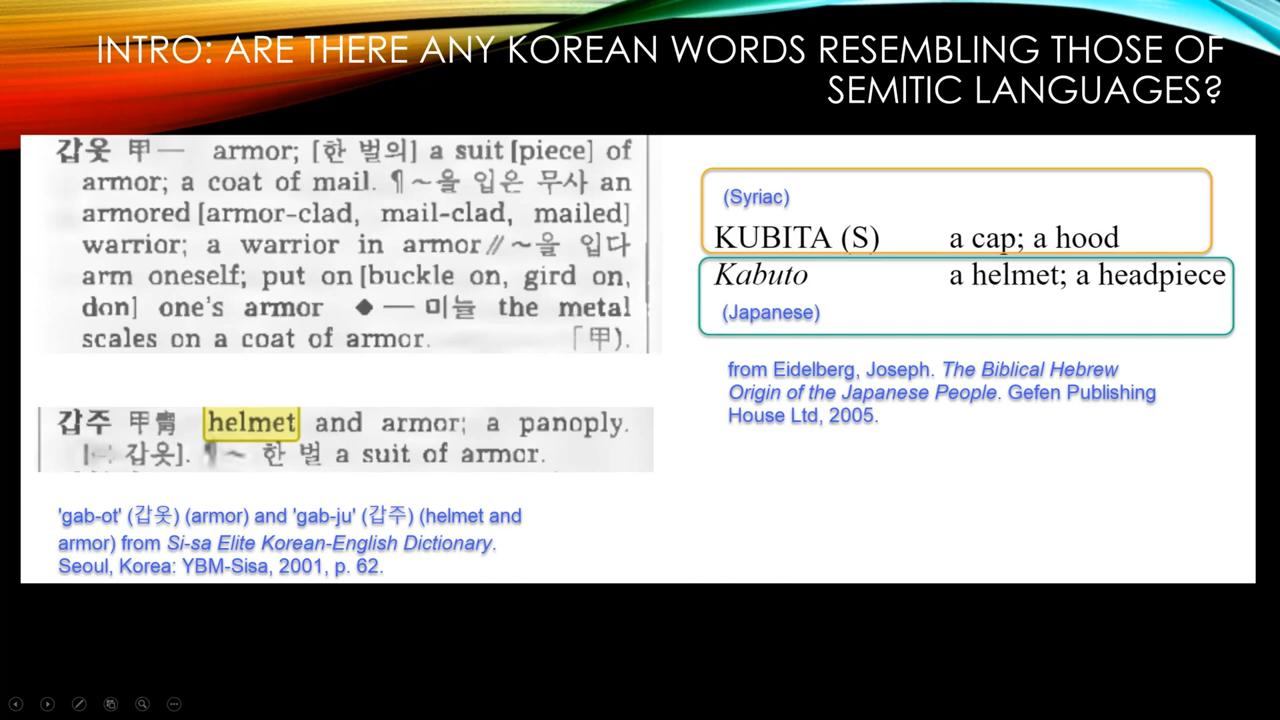 INTRO: ARE THERE ANY KOREAN WORDS RESEMBLING THOSE OF
SEMITIC LANGUAGES?
갑옷 甲— armor; [한 벌의] a suit [piece] of
armor; a coat of mail. ¶~을 입은 무사 an
armored [armor-clad, mail-clad, mailed]
warrior; a warrior in armor∥~을 입다
arm oneself; put on [buckle on, gird on,
don] one's armor ◆—미늘 the metal
scales on a coat of armor. 「甲).
갑주 甲冑 helmet and armor; a panoply.
갑옷]. ¶~ 한 벌 a suit of armor.
'gab-ot' (갑옷) (armor) and 'gab-ju' (갑주) (helmet and
armor) from Si-sa Elite Korean-English Dictionary.
Seoul, Korea: YBM-Sisa, 2001, p. 62.
(Syriac)
KUBITA (S) a cap; a hood
Kabuto a helmet; a headpiece
(Japanese)
from Eidelberg, Joseph. The Biblical Hebrew
Origin of the Japanese People. Gefen Publishing
House Ltd, 2005.